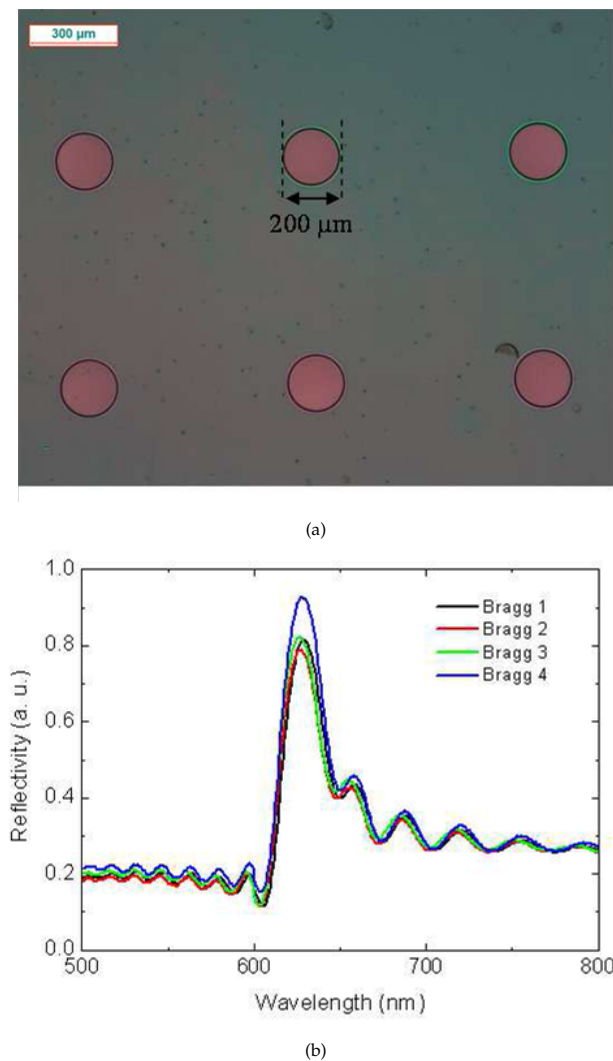 300 µm
200 µm
(a)
1.0
0.8
0.6
0.4
0.2
0.0
Reflectivity (a. u.)
Bragg 1
Bragg 2
Bragg 3
Bragg 4
500 600 700 800
Wavelength (nm)
(b)